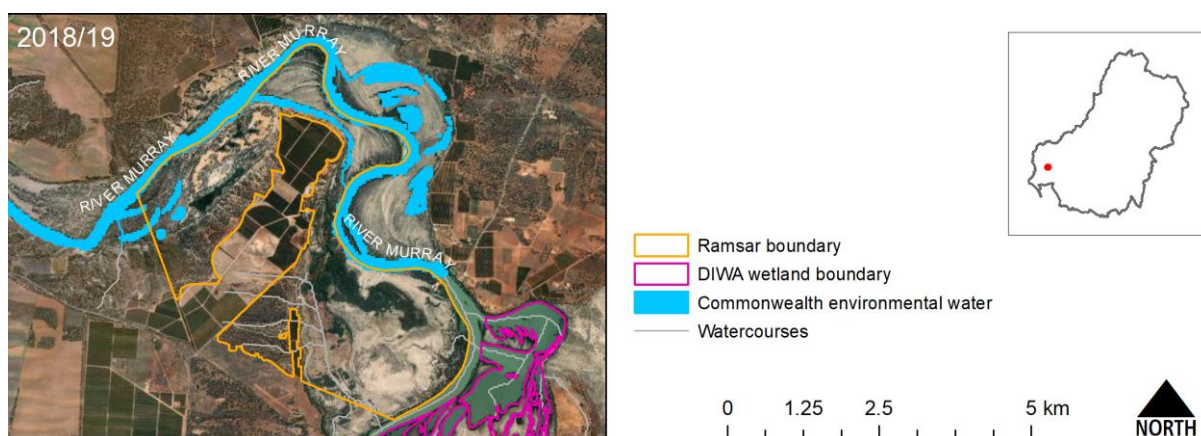 2018/19
RIVER MURRAY
RIVER MURRAY
RIVER MURRAY
Ramsar boundary
DIWA wetland boundary
Commonwealth environmental water
Watercourses
0 1.25 2.5 5 km
NORTH